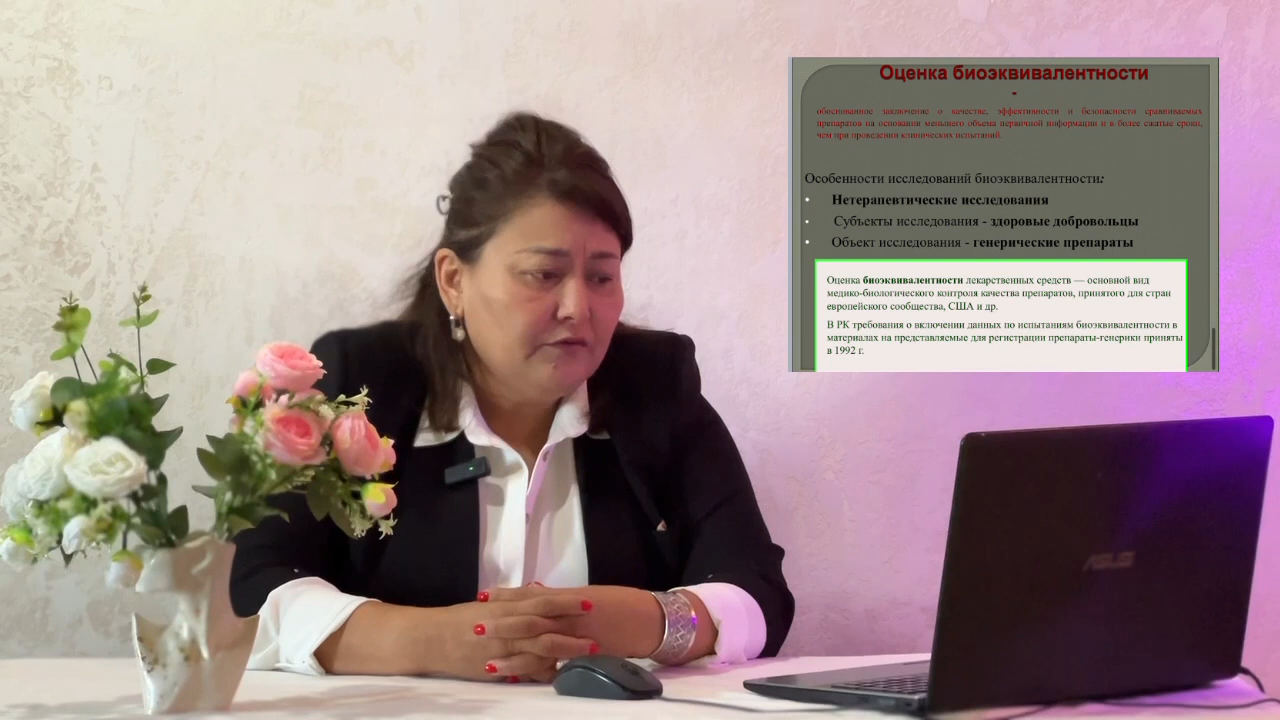 Оценка биоэквивалентности
-
обоснованное заключение о качестве, эффективности и безопасности сравниваемых
препаратов на основании меньшего объема первичной информации и в более сжатые сроки,
чем при проведении клинических испытаний.
Особенности исследований биоэквивалентности:
• Нетерапевтические исследования
• Субъекты исследования - здоровые добровольцы
• Объект исследования - генерические препараты
Оценка биоэквивалентности лекарственных средств — основной вид
медико-биологического контроля качества препаратов, принятого для стран
европейского сообщества, США и др.
В РК требования о включении данных по испытаниям биоэквивалентности в
материалах на представляемые для регистрации препараты-генерики приняты
в 1992 г.
ASUS